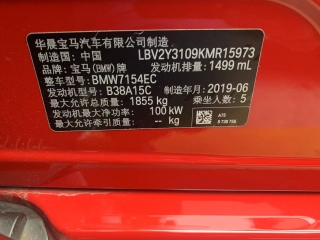 华晨宝马汽车有限公司制造
制造国：中国 LBV2Y3109KMR15973
品牌：宝马(BMW)牌 发动机排量：1499 mL
整车型号：BMW7154EC
发动机型号：B38A15C 制造年月：2019-06
最大允许总质量：1855 kg 乘坐人数：5
发动机最大净功率：100 kW
最大允许牵引质量：-- kg